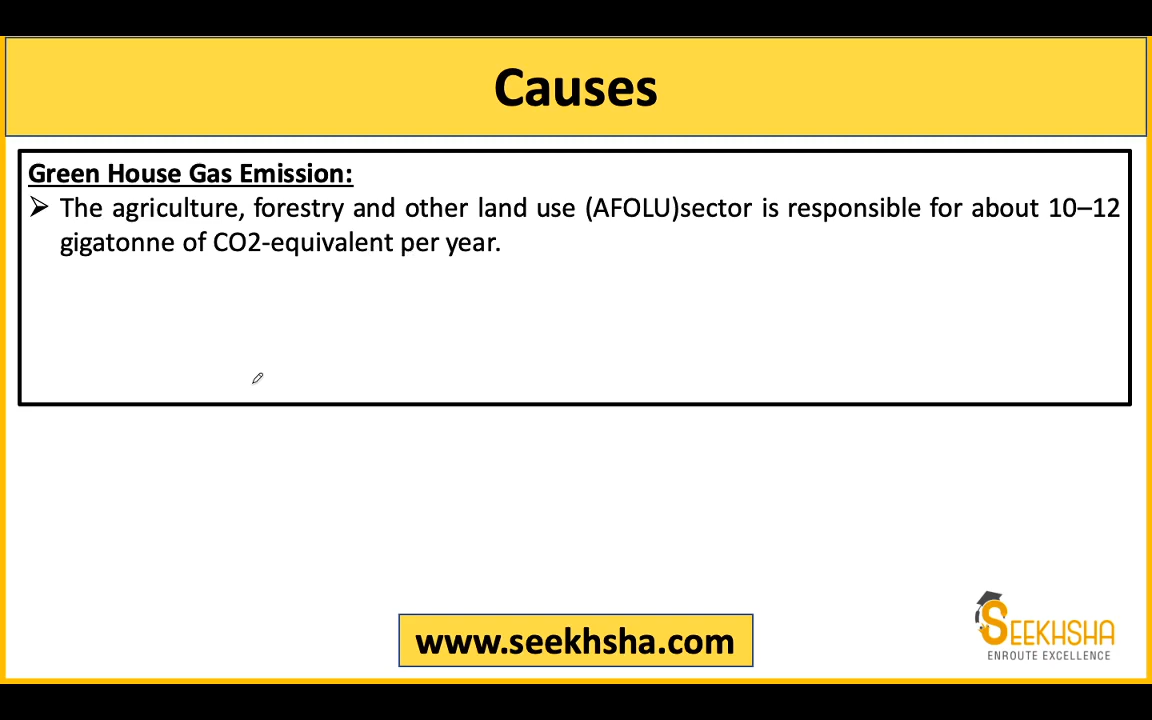 Causes
Green House Gas Emission:
➢ The agriculture, forestry and other land use (AFOLU)sector is responsible for about 10–12
gigatonne of CO2-equivalent per year.
www.seekhsha.com
SEEKHSHA
ENROUTE EXCELLENCE